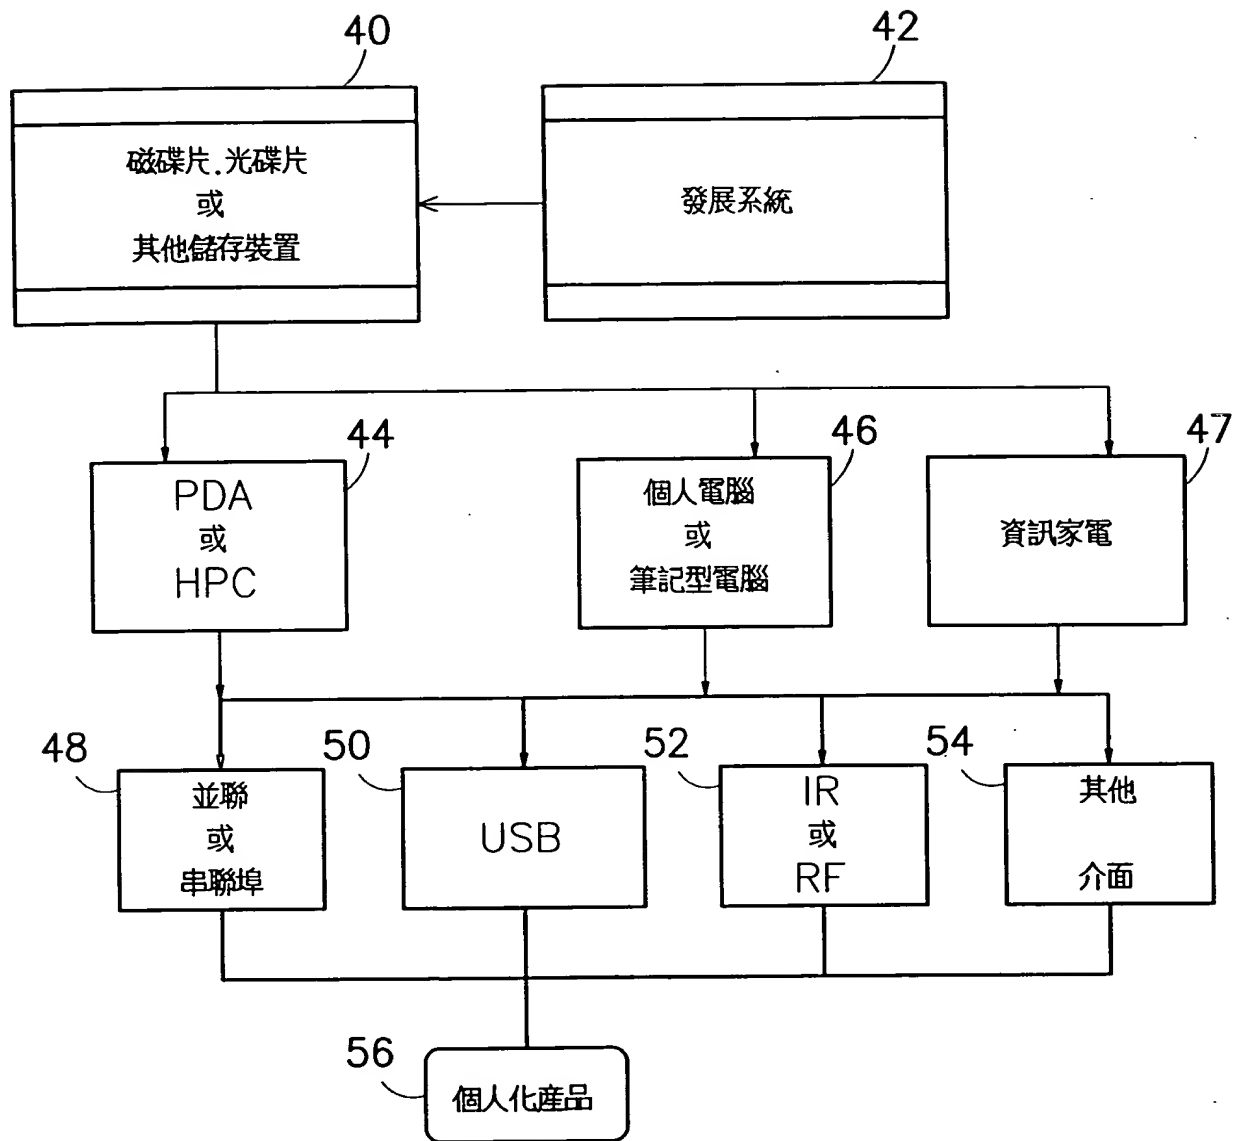 40
42
磁碟片.光碟片
或
其他儲存裝置
發展系統
44
46
47
PDA
或
HPC
個人電腦
或
筆記型電腦
資訊家電
48
50
52
54
並聯
或
串聯埠
USB
IR
或
RF
其他
介面
56
個人化產品